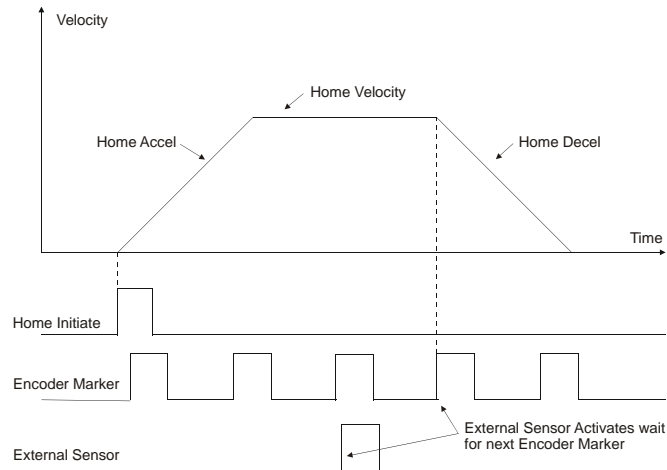 Velocity
Home Velocity
Home Accel
Home Decel
Time
Home Initiate
Encoder Marker
External Sensor Activates wait
for next Encoder Marker
External Sensor